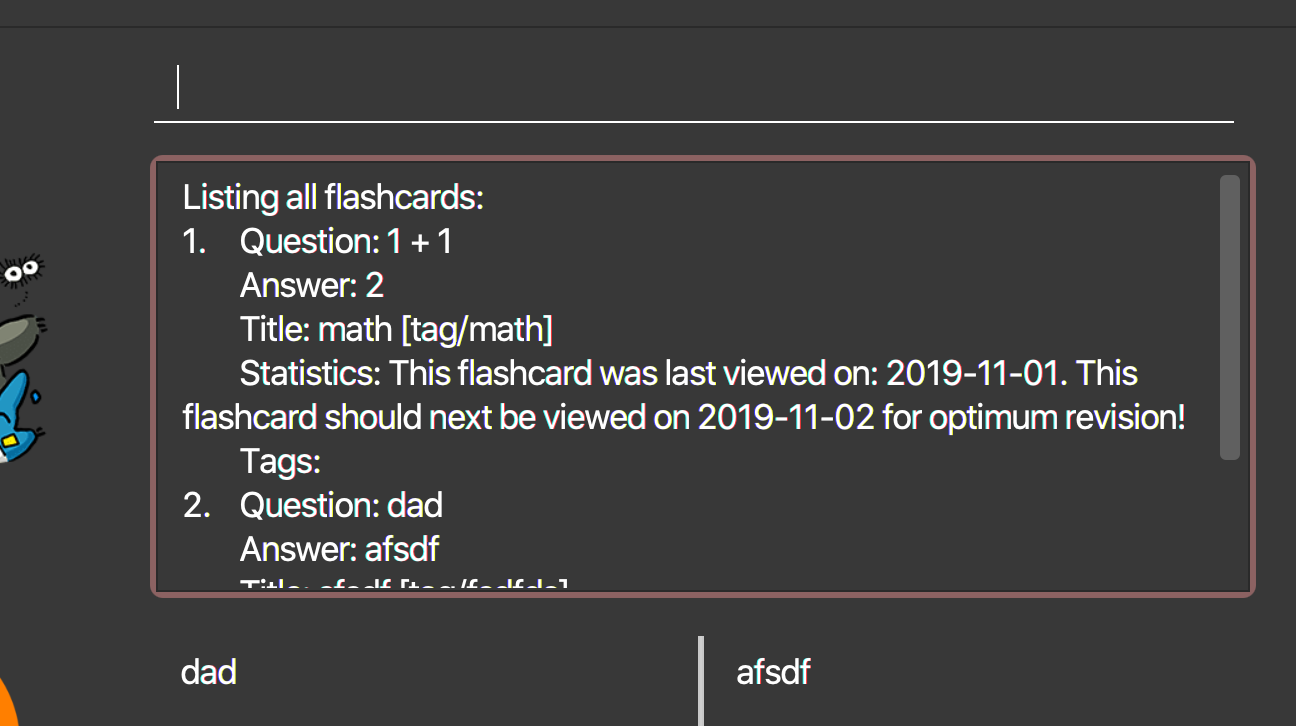 Listing all flashcards:
1. Question: 1 + 1
Answer: 2
Title: math [tag/math]
Statistics: This flashcard was last viewed on: 2019-11-01. This
flashcard should next be viewed on 2019-11-02 for optimum revision!
Tags:
2. Question: dad
Answer: afsdf
Title: afsdf
dad
afsdf